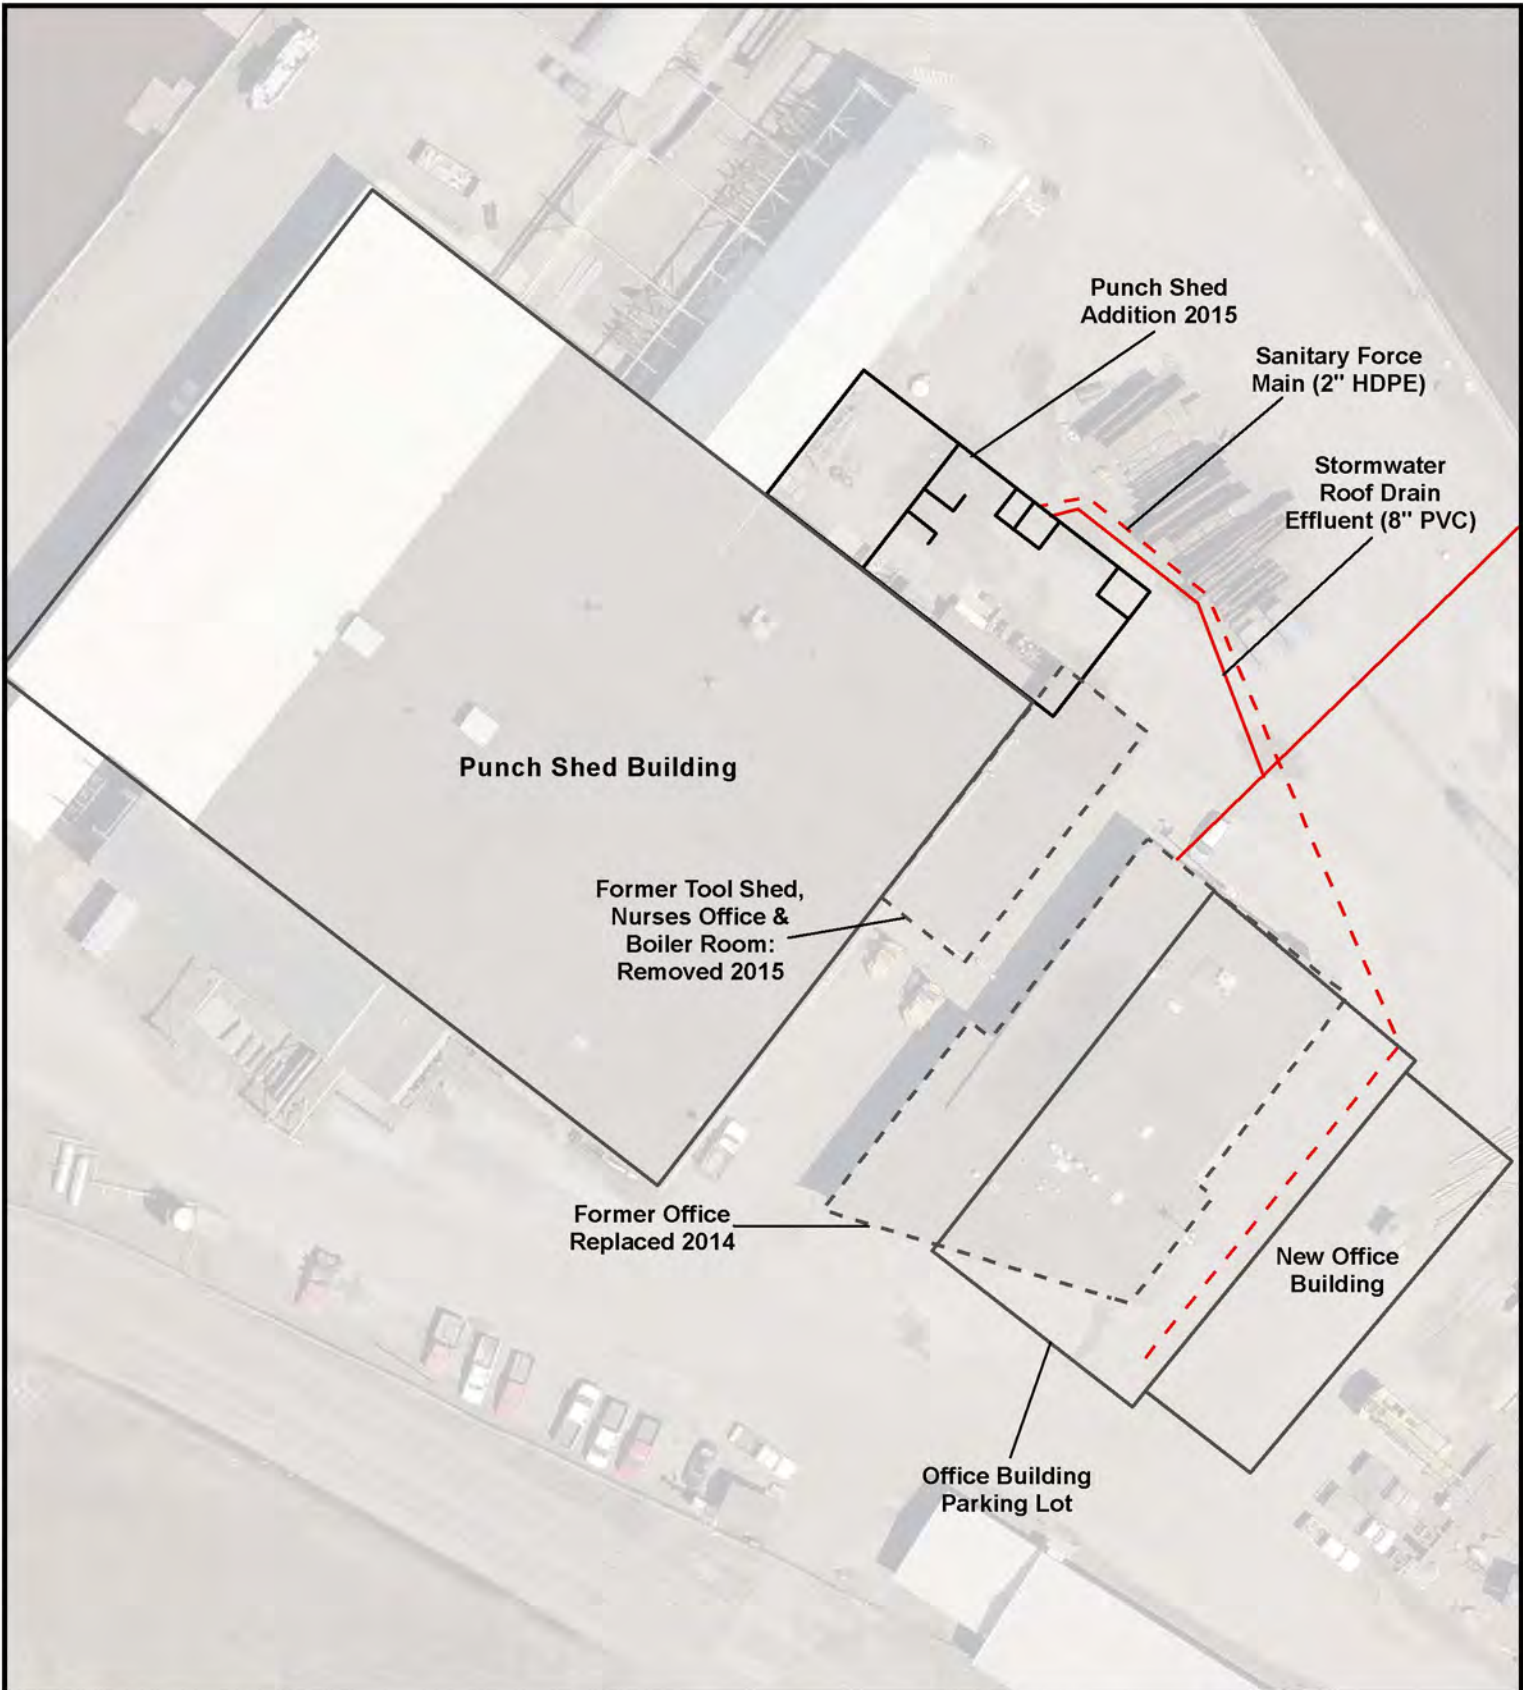 Punch Shed
Addition 2015
Sanitary Force
Main (2" HDPE)
Stormwater
Roof Drain
Effluent (8" PVC)
Punch Shed Building
Former Tool Shed,
Nurses Office &
Boiler Room:
Removed 2015
Former Office
Replaced 2014
New Office
Building
Office Building
Parking Lot